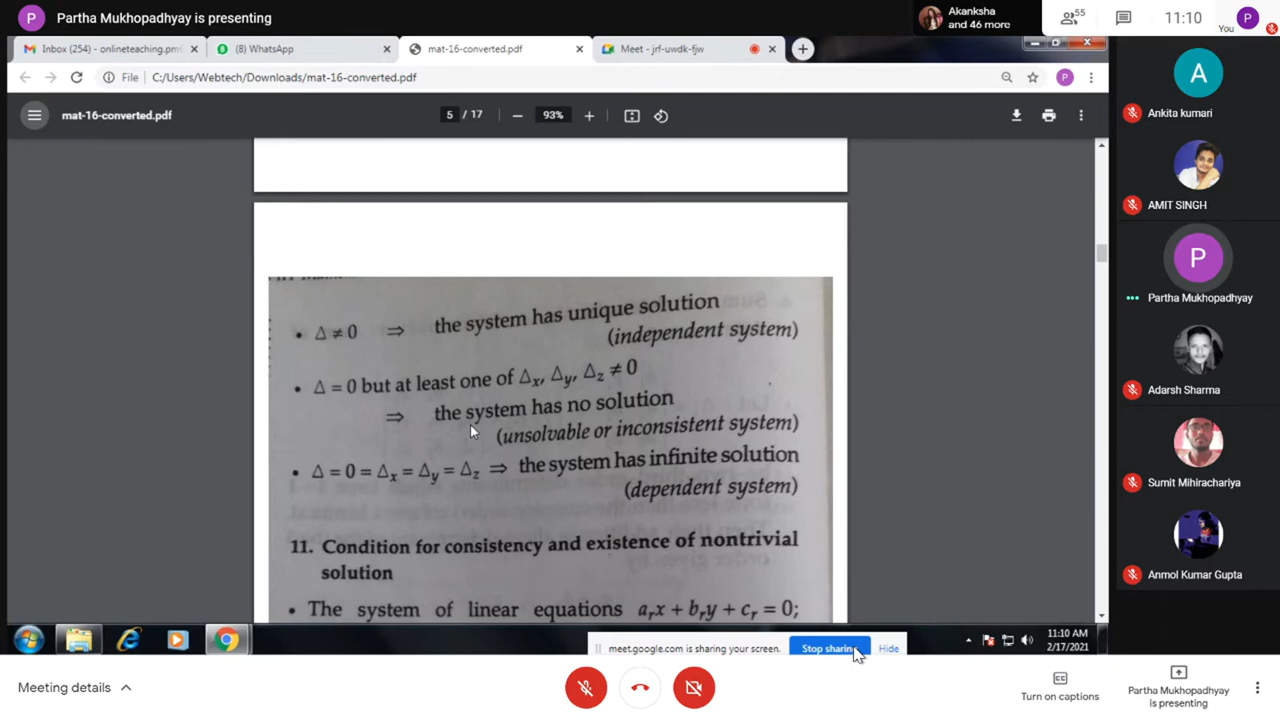 P
Partha Mukhopadhyay is presenting
Akanksha
and 46 more
55
11:10
P
You
Inbox (254) - onlineteaching.pm
(8) WhatsApp
mat-16-converted.pdf
Meet - jrf-uwdk-fjw
File
C:/Users/Webtech/Downloads/mat-16-converted.pdf
P
mat-16-converted.pdf
5 / 17
93%
• Δ ≠ 0 ⇒ the system has unique solution
(independent system)
• Δ = 0 but at least one of Δx, Δy, Δz ≠ 0
⇒ the system has no solution
(unsolvable or inconsistent system)
• Δ = 0 = Δx = Δy = Δz ⇒ the system has infinite solution
(dependent system)
11. Condition for consistency and existence of nontrivial
solution
• The system of linear equations aᵣx + bᵣy + cᵣ = 0;
A
Ankita kumari
AMIT SINGH
P
Partha Mukhopadhyay
Adarsh Sharma
Sumit Mihirachariya
Anmol Kumar Gupta
meet.google.com is sharing your screen.
Stop sharing
Hide
11:10 AM
2/17/2021
Meeting details
Turn on captions
Partha Mukhopadhyay
is presenting